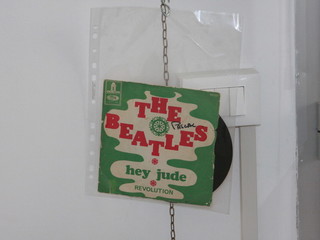 THE
BEATLES
hey jude
REVOLUTION